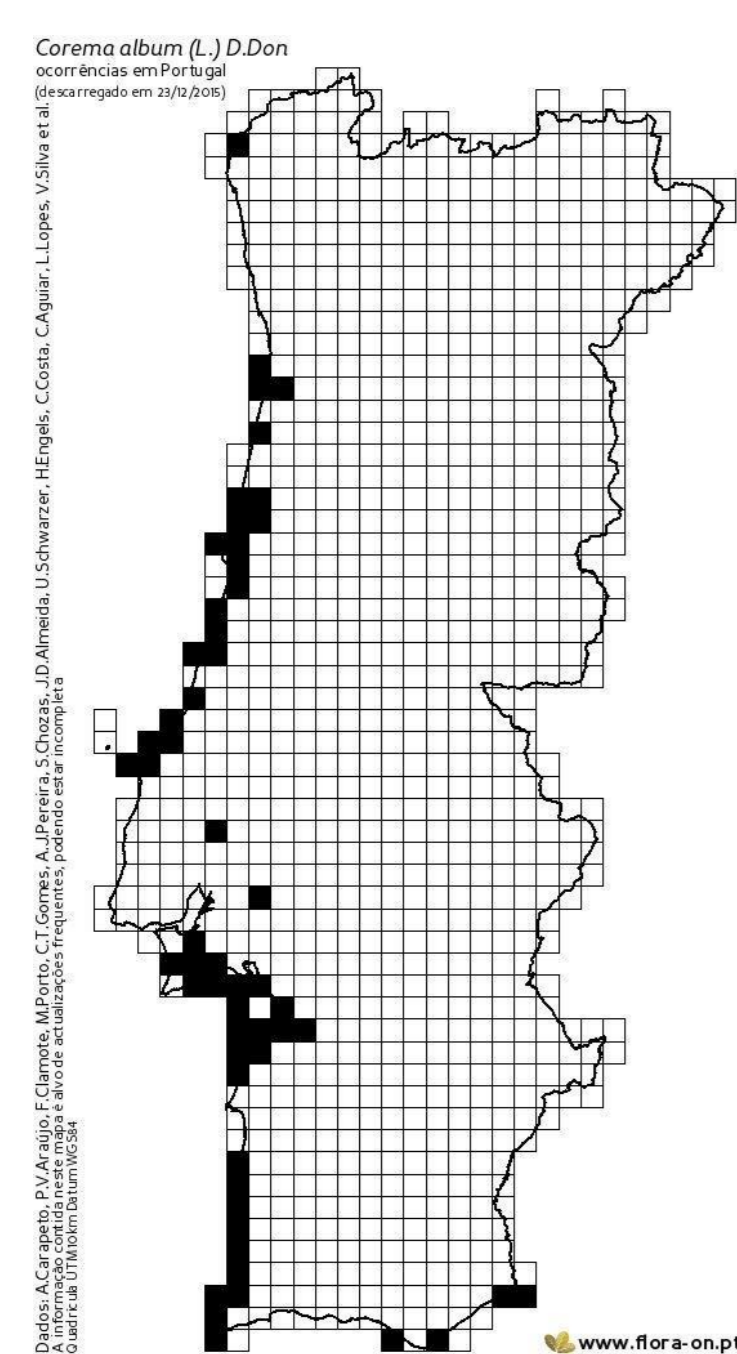 Corema album (L.) D.Don
ocorrências em Portugal
(descarregado em 23/12/2015)
Dados: A.Carapeto, P.V.Araújo, F.Clamote, M.Porto, C.T.Gomes, A.J.Pereira, S.Chozas, J.D.Almeida, U.Schwarzer, H.Engels, C.Costa, C.Aguiar, L.Lopes, V.Silva et al.
A informação contida neste mapa é alvo de actualizações frequentes, podendo estar incompleta
Quadrícula UTM 10km Datum WGS84
www.flora-on.pt